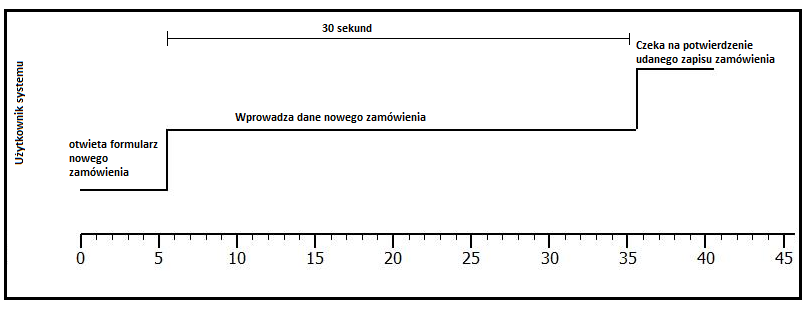 30 sekund
Czeka na potwierdzenie
udanego zapisu zamówienia
Użytkownik systemu
Wprowadza dane nowego zamówienia
otwieta formularz
nowego
zamówienia
0 5 10 15 20 25 30 35 40 45